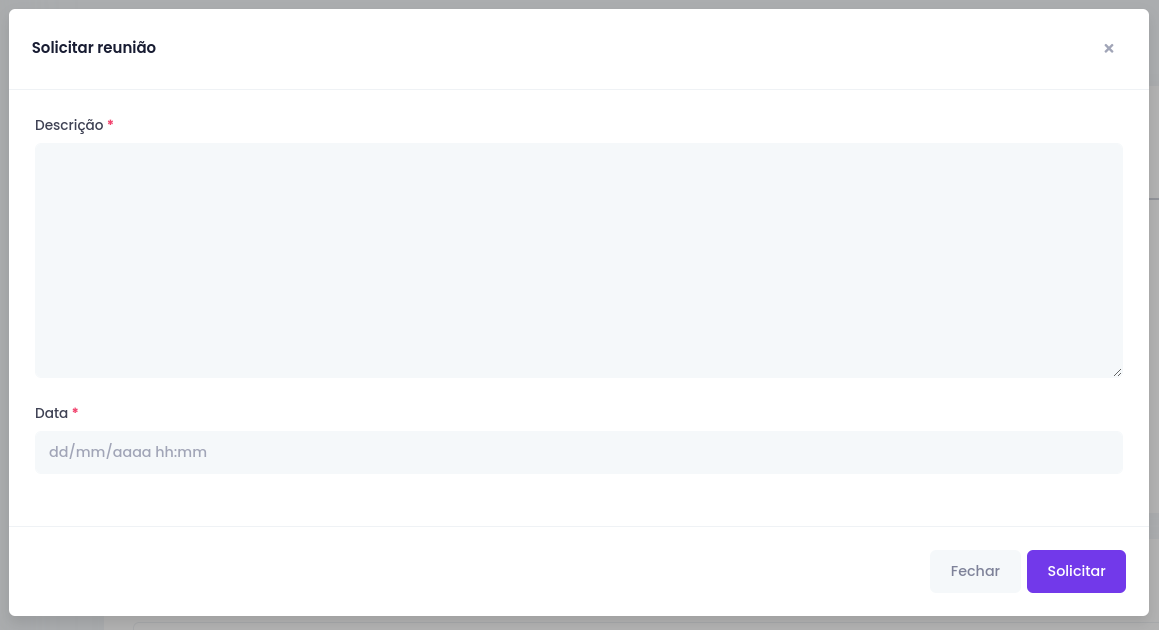 Solicitar reunião
×
Descrição *
Data *
dd/mm/aaaa hh:mm
Fechar
Solicitar